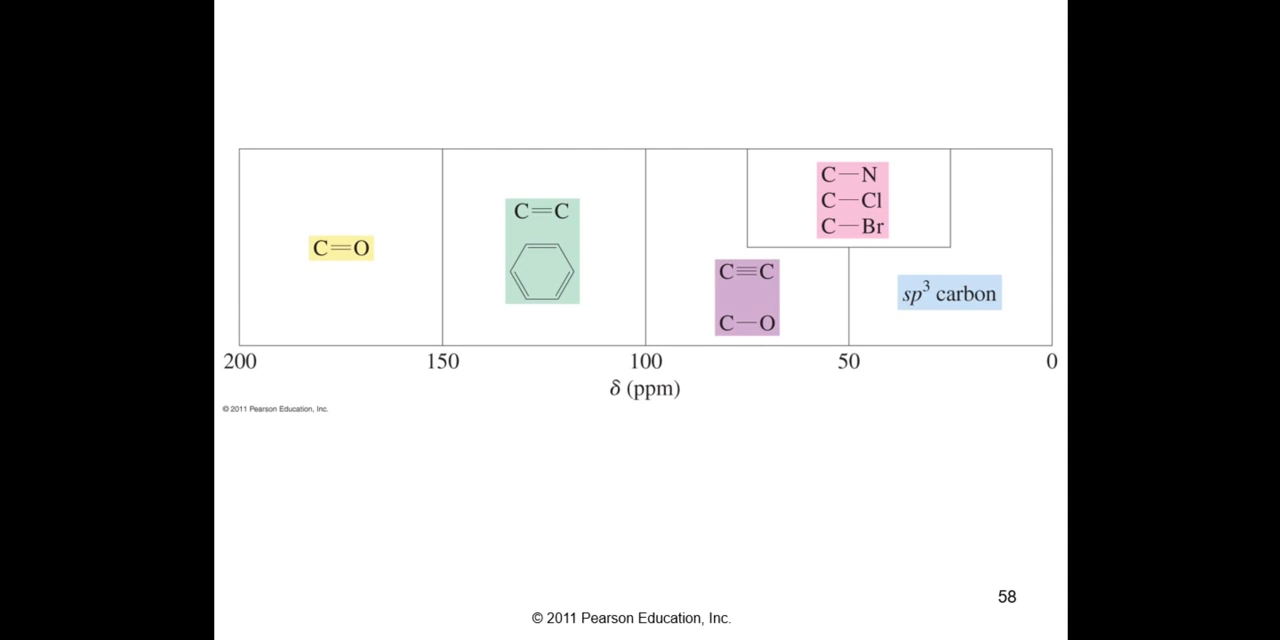 C=O
C=C
C≡C
C—O
C—N
C—Cl
C—Br
sp³ carbon
200 150 100 50 0
δ (ppm)
© 2011 Pearson Education, Inc.
58
© 2011 Pearson Education, Inc.